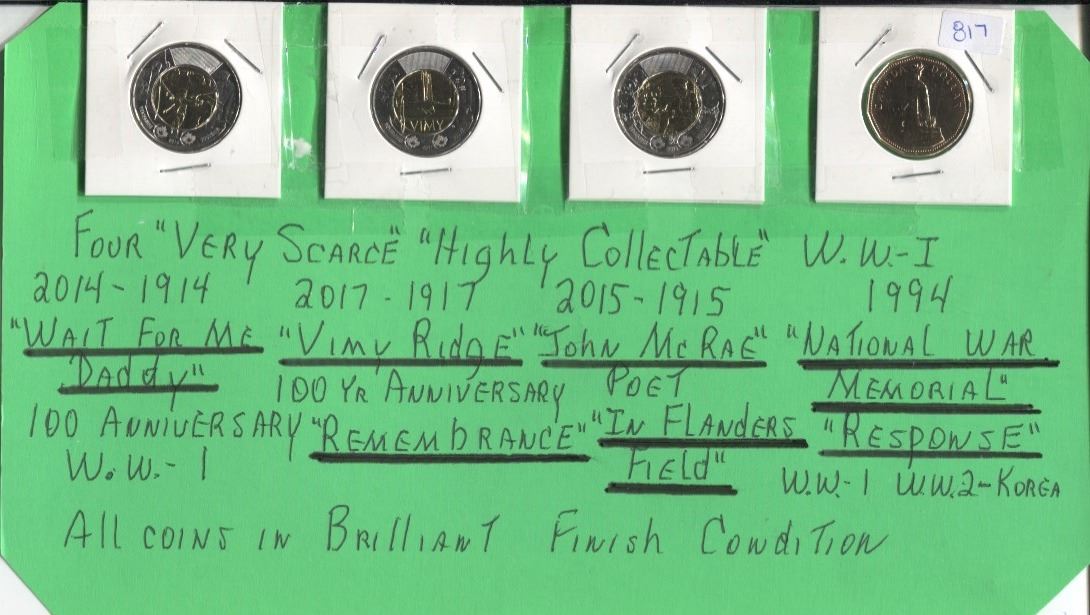 817
VIMY
FOUR "VERY SCARCE" "HIGHLY COLLECTABLE" W.W.-I
2014-1914 2017-1917 2015-1915 1994
"WAIT FOR ME "VIMY RIDGE" "JOHN McRAE" "NATIONAL WAR
DADDY" 100 YR ANNIVERSARY POET MEMORIAL"
100 ANNIVERSARY "REMEMBRANCE" "IN FLANDERS "RESPONSE"
W.W.-1 FIELD" W.W.-1 W.W.2-KOREA
ALL COINS IN BRILLIANT FINISH CONDITION